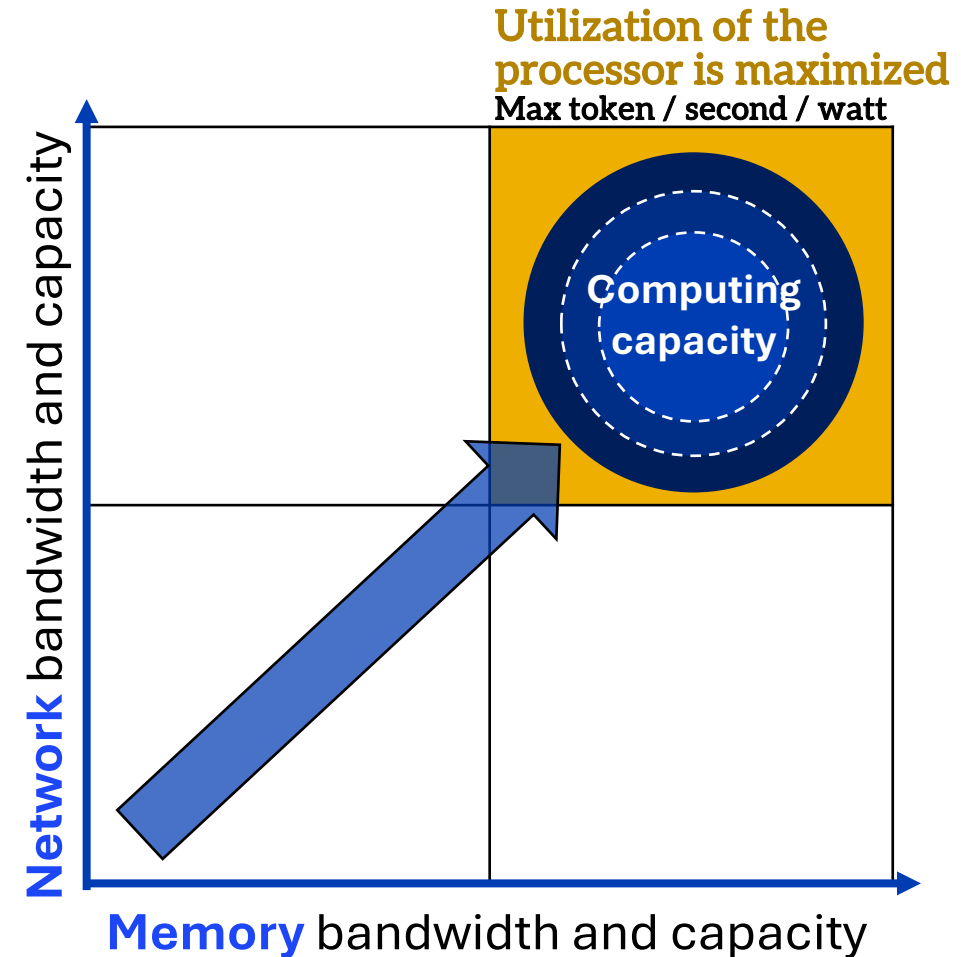 Utilization of the
processor is maximized
Max token / second / watt
Network bandwidth and capacity
Computing
capacity
Memory bandwidth and capacity